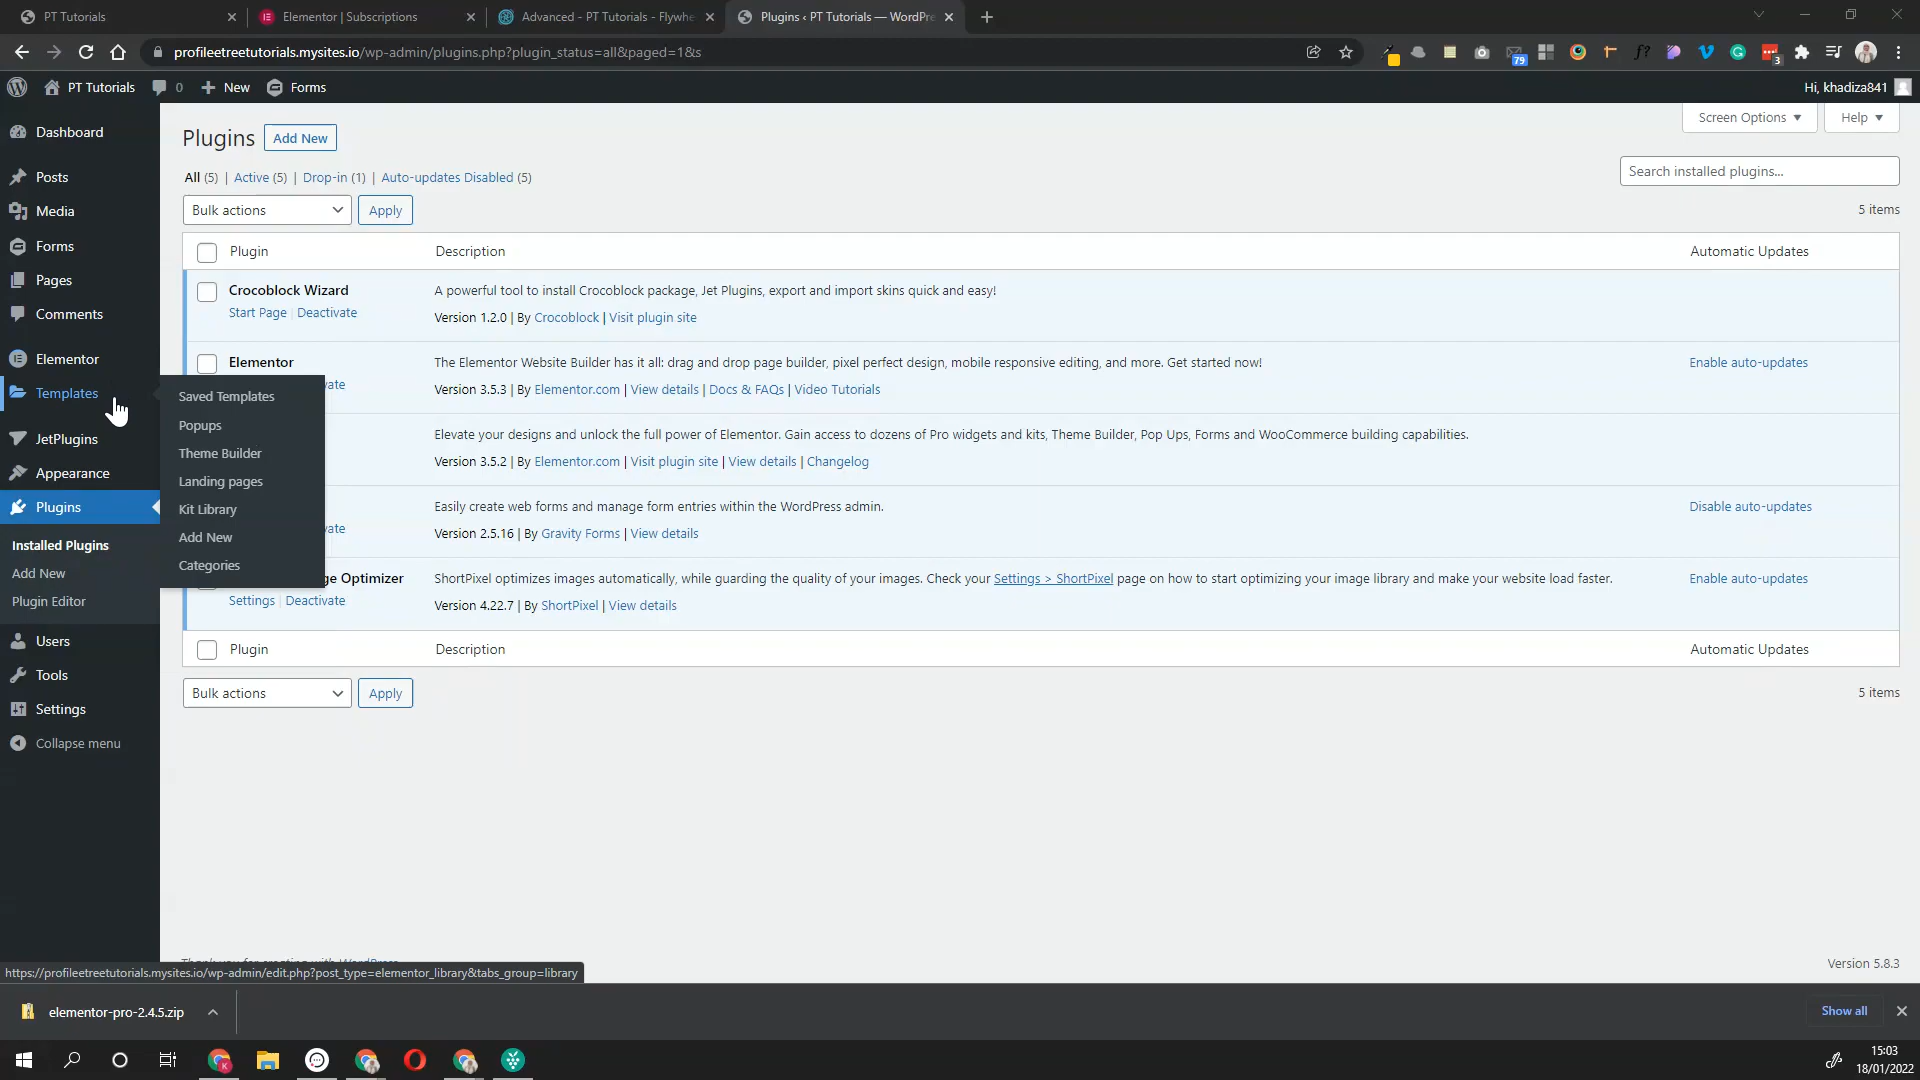 PT Tutorials
Elementor | Subscriptions
Advanced - PT Tutorials - Flywhe
Plugins ‹ PT Tutorials — WordPre
profileetreetutorials.mysites.io/wp-admin/plugins.php?plugin_status=all&paged=1&s
79
f?
3
PT Tutorials
0
New
Forms
Hi, khadiza841
Dashboard
Posts
Media
Forms
Pages
Comments
Elementor
Templates
JetPlugins
Appearance
Plugins
Installed Plugins
Add New
Plugin Editor
Users
Tools
Settings
Collapse menu
Saved Templates
Popups
Theme Builder
Landing pages
Kit Library
Add New
Categories
Plugins
Add New
Screen Options
Help
All (5) | Active (5) | Drop-in (1) | Auto-updates Disabled (5)
Search installed plugins...
Bulk actions
Apply
5 items
Plugin
Description
Automatic Updates
Crocoblock Wizard
Start Page | Deactivate
A powerful tool to install Crocoblock package, Jet Plugins, export and import skins quick and easy!
Version 1.2.0 | By Crocoblock | Visit plugin site
Elementor
vate
The Elementor Website Builder has it all: drag and drop page builder, pixel perfect design, mobile responsive editing, and more. Get started now!
Version 3.5.3 | By Elementor.com | View details | Docs & FAQs | Video Tutorials
Enable auto-updates
Elevate your designs and unlock the full power of Elementor. Gain access to dozens of Pro widgets and kits, Theme Builder, Pop Ups, Forms and WooCommerce building capabilities.
Version 3.5.2 | By Elementor.com | Visit plugin site | View details | Changelog
vate
Easily create web forms and manage form entries within the WordPress admin.
Version 2.5.16 | By Gravity Forms | View details
Disable auto-updates
ge Optimizer
Settings | Deactivate
ShortPixel optimizes images automatically, while guarding the quality of your images. Check your Settings > ShortPixel page on how to start optimizing your image library and make your website load faster.
Version 4.22.7 | By ShortPixel | View details
Enable auto-updates
Plugin
Description
Automatic Updates
Bulk actions
Apply
5 items
Version 5.8.3
https://profileetreetutorials.mysites.io/wp-admin/edit.php?post_type=elementor_library&tabs_group=library
elementor-pro-2.4.5.zip
Show all
15:03
18/01/2022